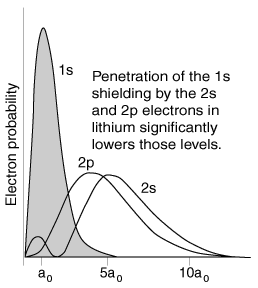 1s
Penetration of the 1s
shielding by the 2s
and 2p electrons in
lithium significantly
lowers those levels.
Electron probability
2p
2s
a₀ 5a₀ 10a₀